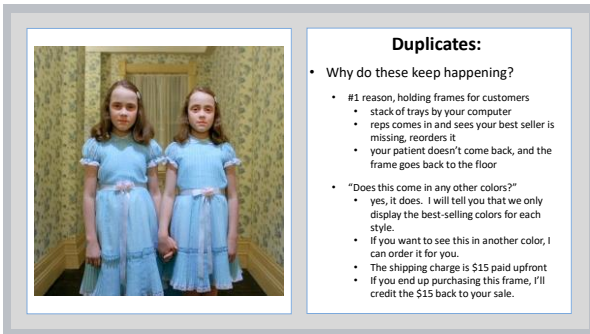 Duplicates:
• Why do these keep happening?
• #1 reason, holding frames for customers
• stack of trays by your computer
• reps comes in and sees your best seller is
missing, reorders it
• your patient doesn't come back, and the
frame goes back to the floor
• “Does this come in any other colors?”
• yes, it does. I will tell you that we only
display the best-selling colors for each
style.
• If you want to see this in another color, I
can order it for you.
• The shipping charge is $15 paid upfront
• If you end up purchasing this frame, I'll
credit the $15 back to your sale.